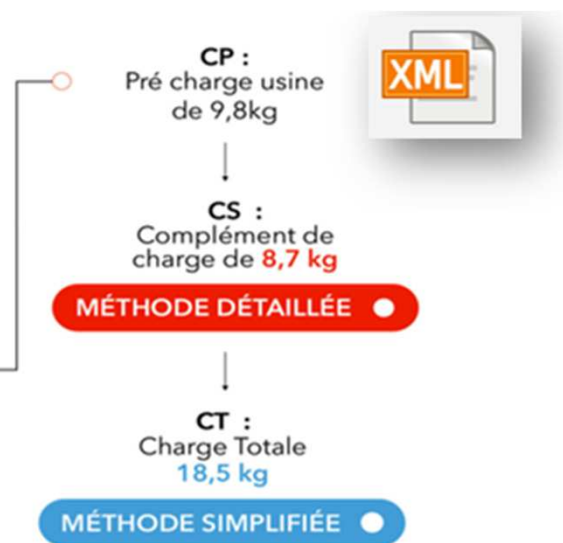 CP :
Pré charge usine
de 9,8kg
XML
CS :
Complément de
charge de 8,7 kg
MÉTHODE DÉTAILLÉE
CT :
Charge Totale
18,5 kg
MÉTHODE SIMPLIFIÉE